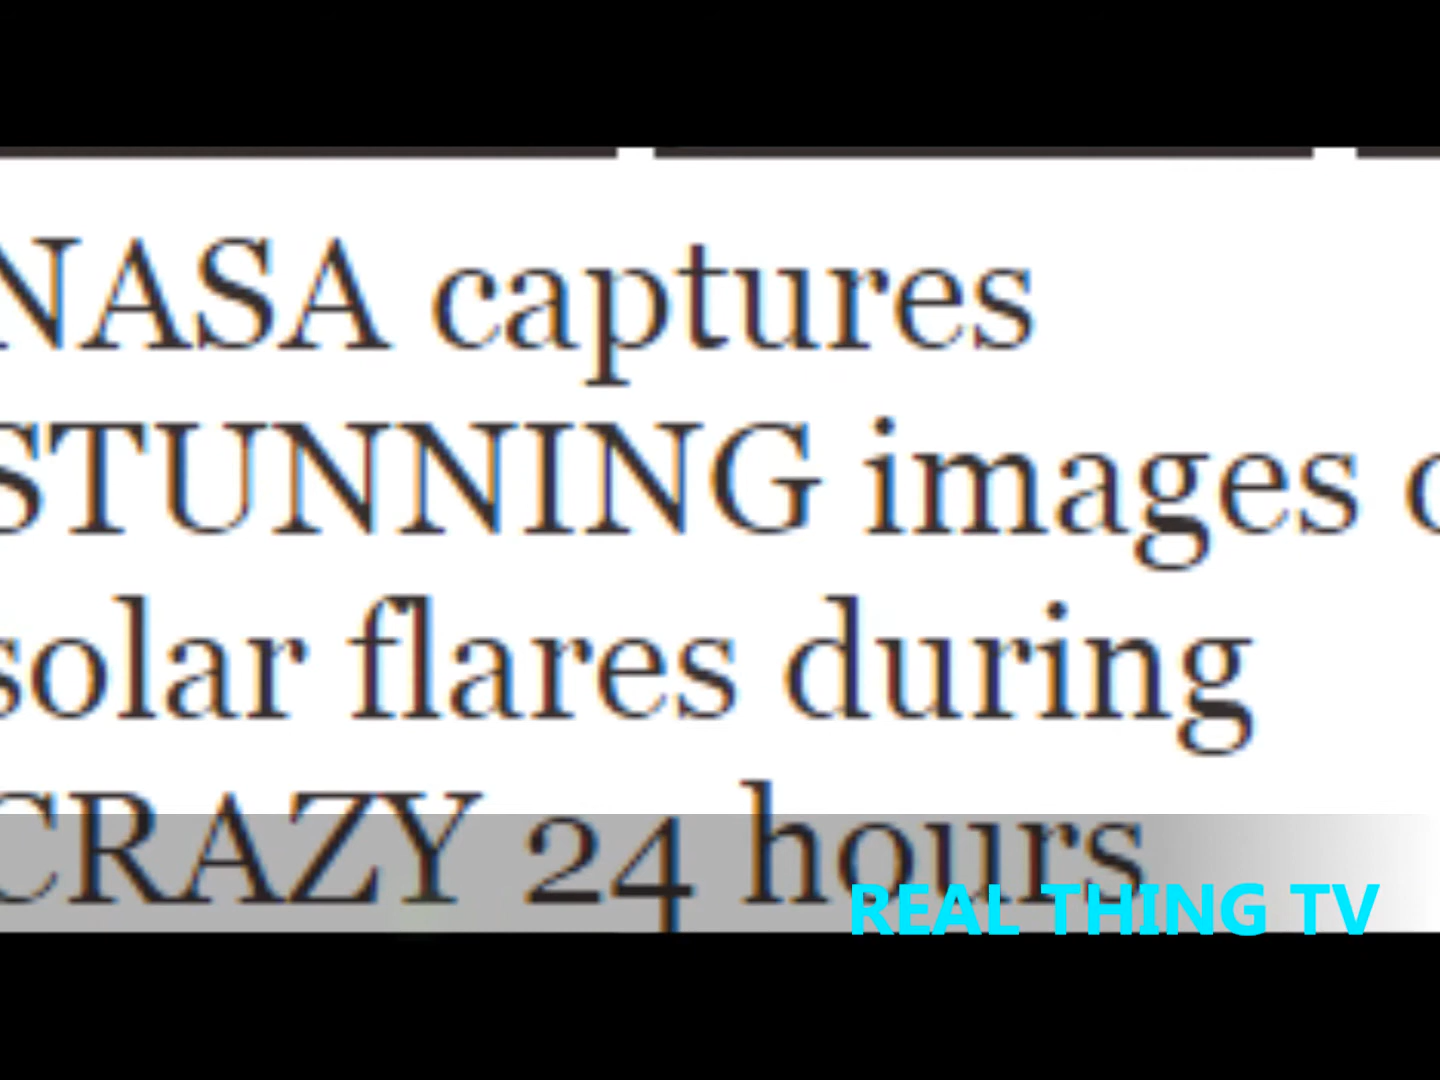 NASA captures
STUNNING images
solar flares during
CRAZY 24 hours
REAL THING TV